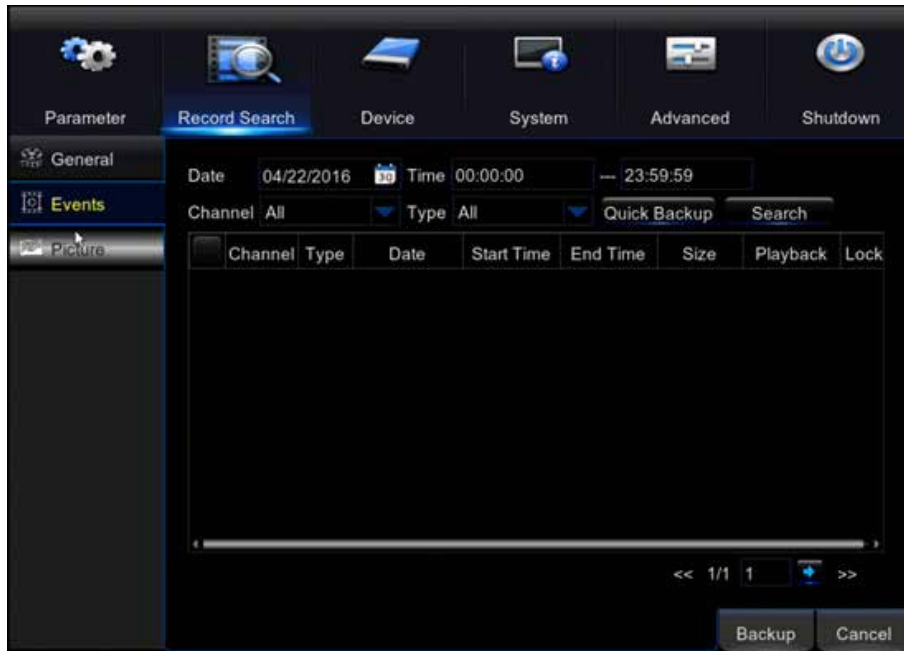 Parameter Record Search Device System Advanced Shutdown
General
Events
Picture
Date 04/22/2016 30 Time 00:00:00 --- 23:59:59
Channel All Type All Quick Backup Search
Channel Type Date Start Time End Time Size Playback Lock
<< 1/1 1 >>
Backup Cancel